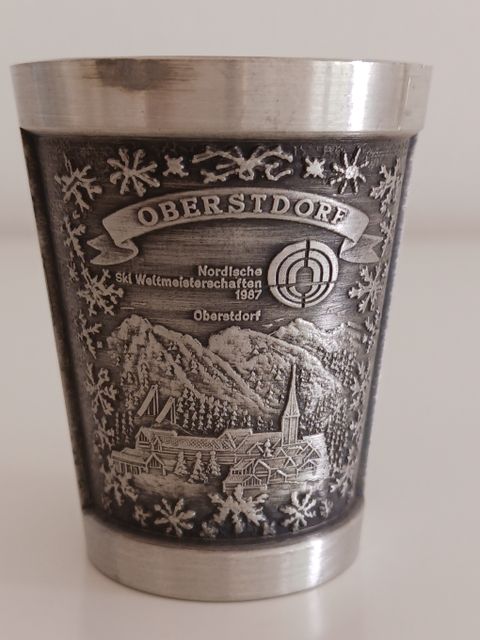 OBERSTDORF
Nordische
Ski Weltmeisterschaften
1987
Oberstdorf